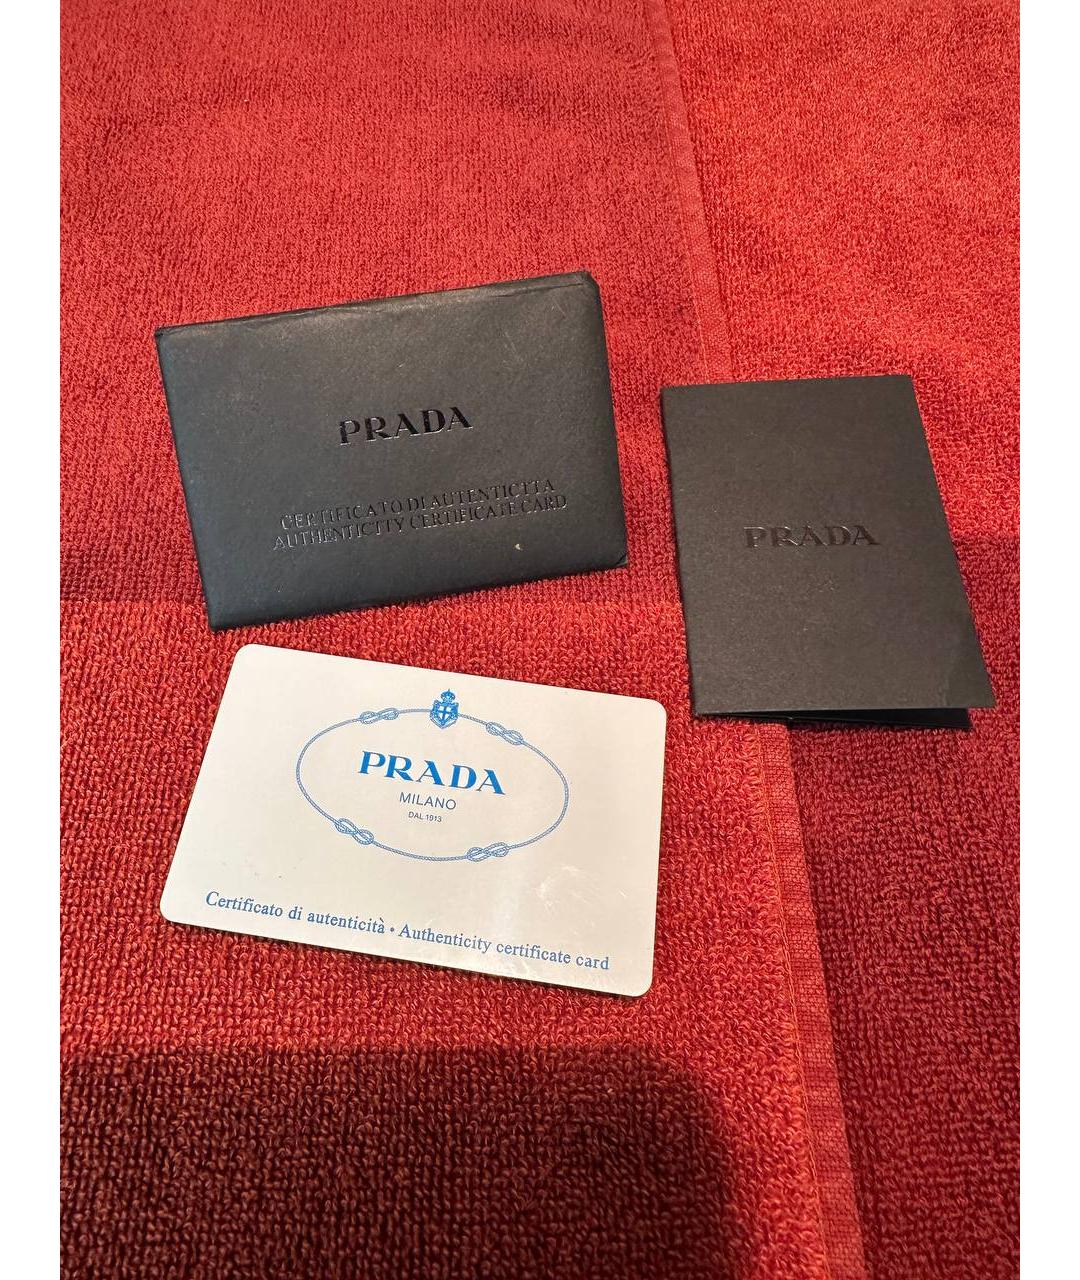 PRADA
CERTIFICATO DI AUTENTICITA
AUTHENTICITY CERTIFICATE CARD
PRADA
PRADA
MILANO
DAL 1913
Certificato di autenticità • Authenticity certificate card